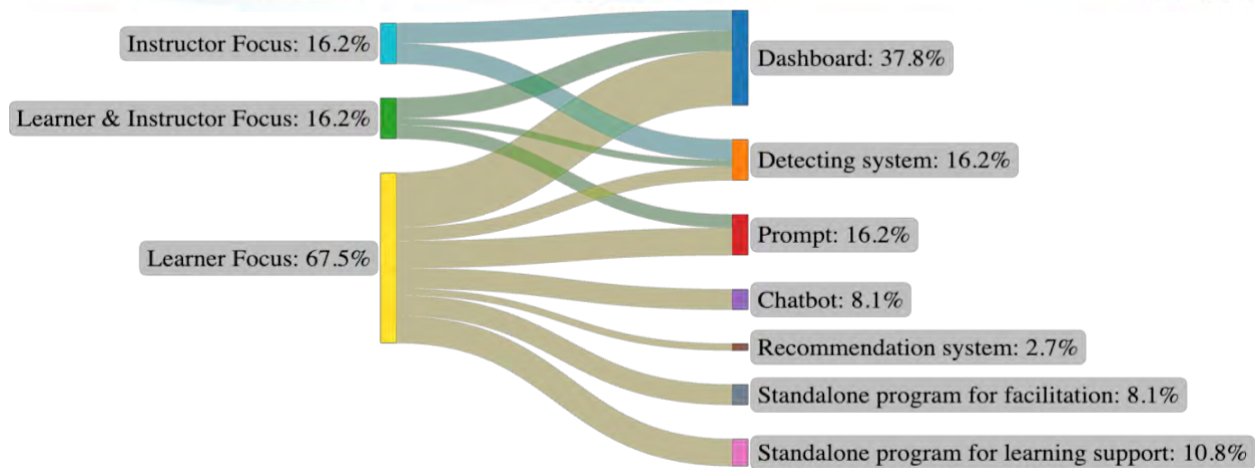 Instructor Focus: 16.2%
Learner & Instructor Focus: 16.2%
Learner Focus: 67.5%
Dashboard: 37.8%
Detecting system: 16.2%
Prompt: 16.2%
Chatbot: 8.1%
Recommendation system: 2.7%
Standalone program for facilitation: 8.1%
Standalone program for learning support: 10.8%